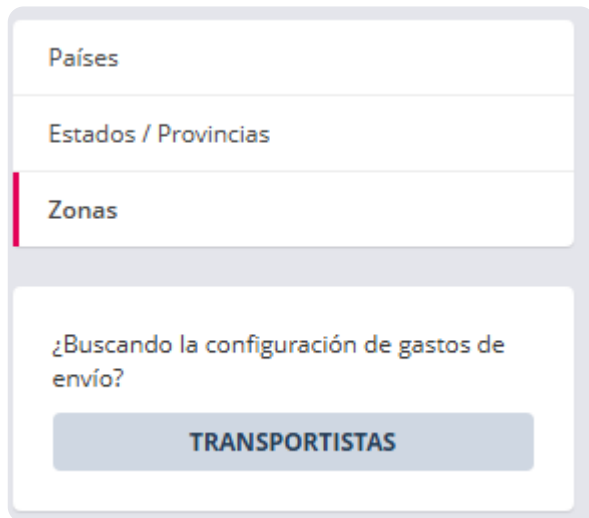 Países
Estados / Provincias
Zonas
¿Buscando la configuración de gastos de
envío?
TRANSPORTISTAS